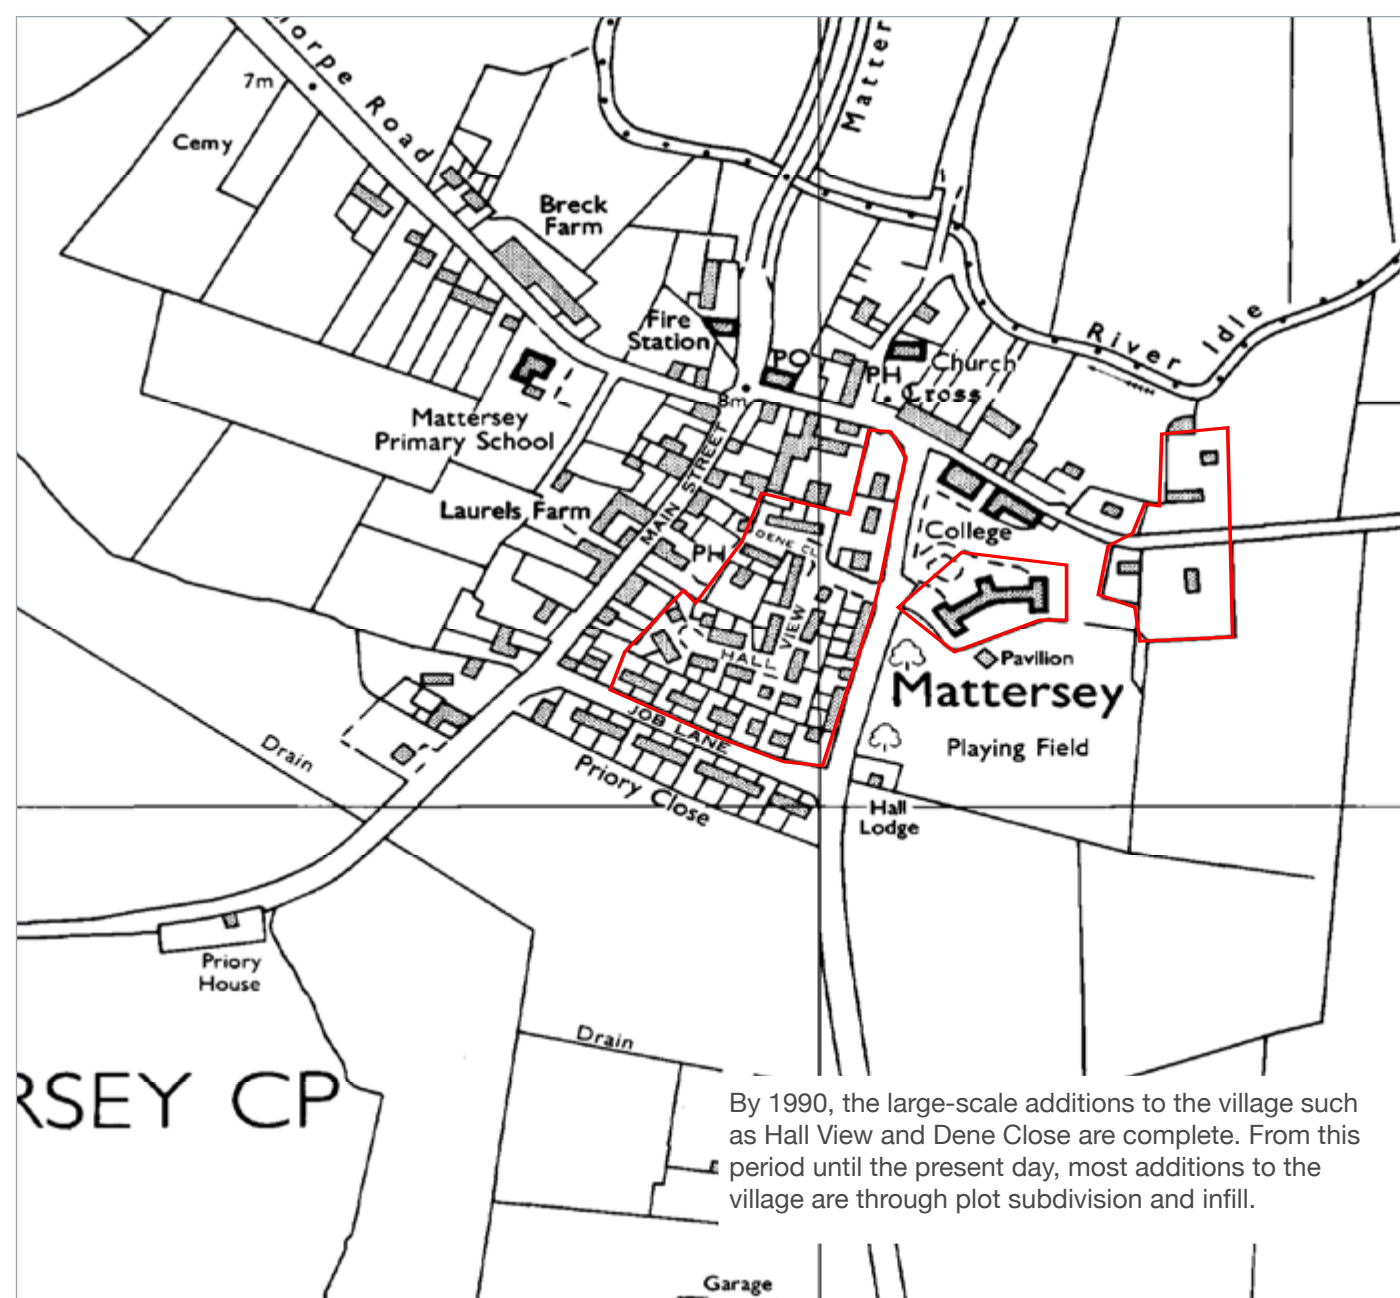 horpe Road
7m
Matter
Cemy
Breck
Farm
Fire
Station
River Idle
PO
PH
Church
Cross
8m
Mattersey
Primary School
MAIN STREET
Laurels Farm
College
DENE CL
PH
HALL VIEW
Pavilion
Mattersey
JOB LANE
Playing Field
Drain
Priory Close
Hall
Lodge
Priory
House
Drain
RSEY CP
By 1990, the large-scale additions to the village such
as Hall View and Dene Close are complete. From this
period until the present day, most additions to the
village are through plot subdivision and infill.
Garage